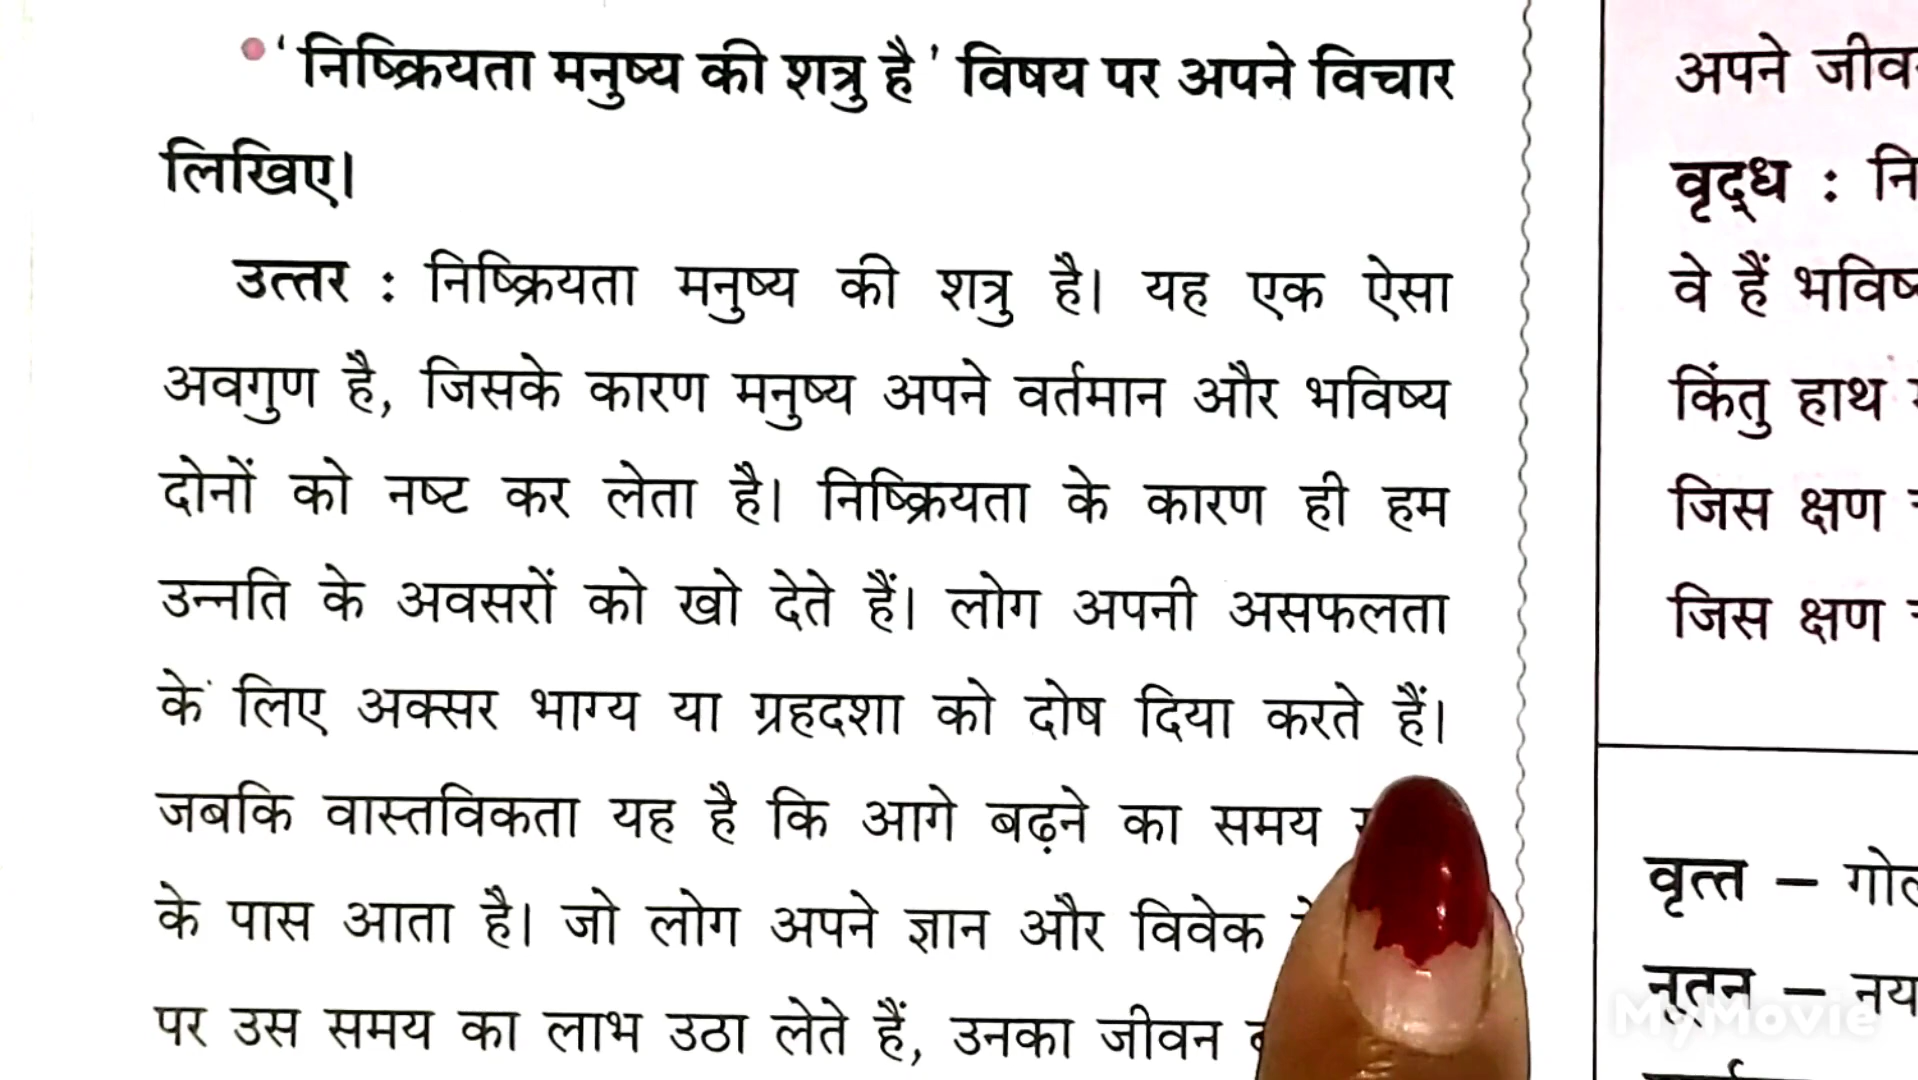 ‘निष्क्रियता मनुष्य की शत्रु है’ विषय पर अपने विचार
लिखिए।
उत्तर : निष्क्रियता मनुष्य की शत्रु है। यह एक ऐसा
अवगुण है, जिसके कारण मनुष्य अपने वर्तमान और भविष्य
दोनों को नष्ट कर लेता है। निष्क्रियता के कारण ही हम
उन्नति के अवसरों को खो देते हैं। लोग अपनी असफलता
के लिए अक्सर भाग्य या ग्रहदशा को दोष दिया करते हैं।
जबकि वास्तविकता यह है कि आगे बढ़ने का समय
के पास आता है। जो लोग अपने ज्ञान और विवेक
पर उस समय का लाभ उठा लेते हैं, उनका जीवन
अपने
वृद्ध :
वे हैं
किंतु हाथ
जिस क्षण
जिस क्षण
वृत्त –
नूतन –
MyMovie